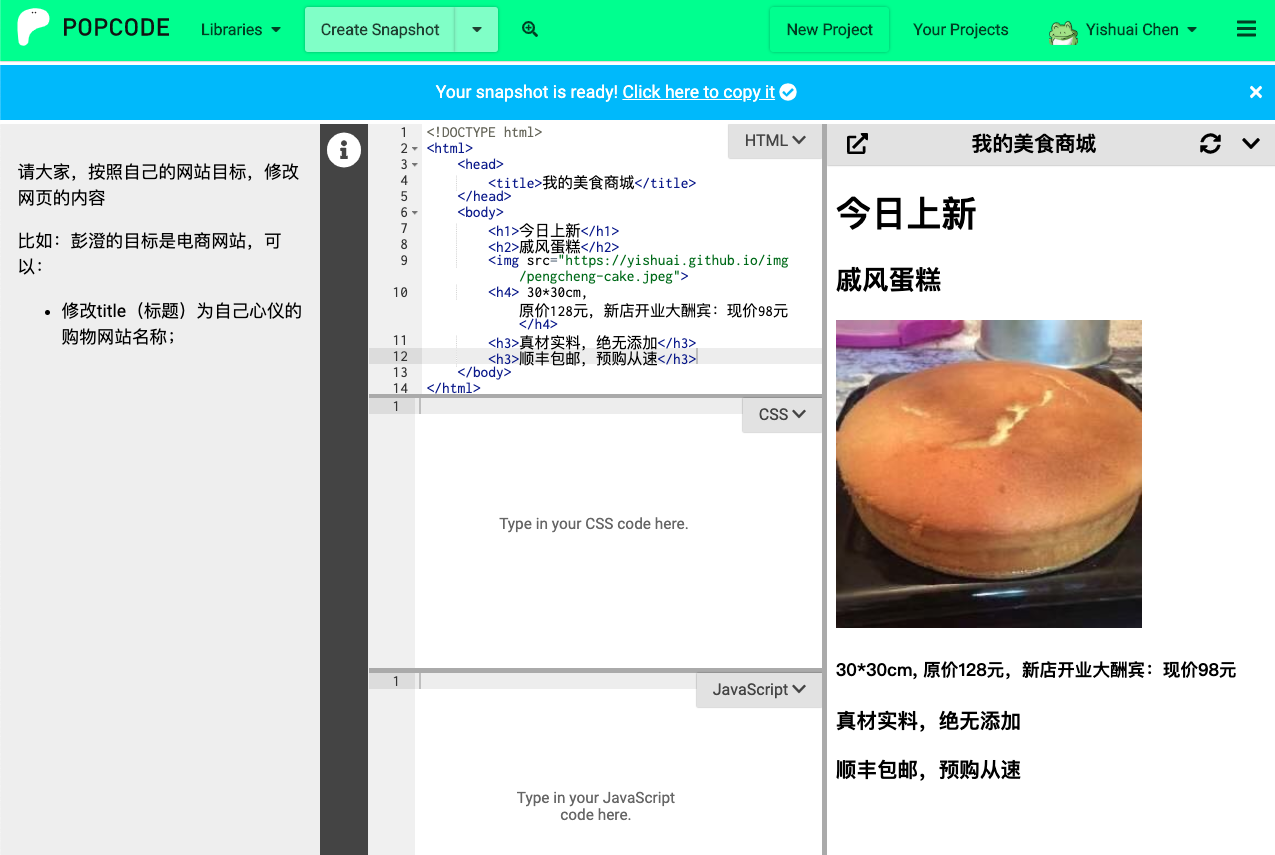 POPCODE
Libraries
Create Snapshot
New Project
Your Projects
Yishuai Chen
Your snapshot is ready! Click here to copy it
请大家，按照自己的网站目标，修改
网页的内容
比如：彭澄的目标是电商网站，可
以：
• 修改title（标题）为自己心仪的
购物网站名称；
HTML
1 <!DOCTYPE html>
2 <html>
3 <head>
4 <title>我的美食商城</title>
5 </head>
6 <body>
7 <h1>今日上新</h1>
8 <h2>戚风蛋糕</h2>
9 <img src="https://yishuai.github.io/img
/pengcheng-cake.jpeg">
10 <h4> 30*30cm,
原价128元，新店开业大酬宾：现价98元
</h4>
11 <h3>真材实料，绝无添加</h3>
12 <h3>顺丰包邮，预购从速</h3>
13 </body>
14 </html>
1
CSS
Type in your CSS code here.
1
JavaScript
Type in your JavaScript
code here.
我的美食商城
今日上新
戚风蛋糕
30*30cm, 原价128元，新店开业大酬宾：现价98元
真材实料，绝无添加
顺丰包邮，预购从速